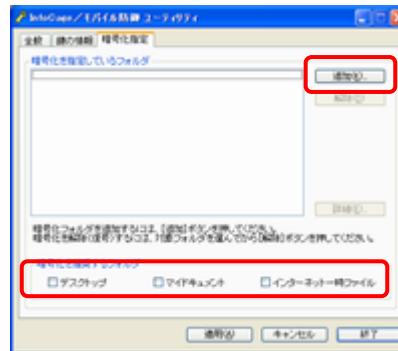 InfoCage／モバイル防御 ユーティリティ
全般 鍵の情報 暗号化指定
暗号化を指定しているフォルダ
追加(D)...
解除(C)
詳細(E)...
暗号化フォルダを追加するには、[追加]ボタンを押してください。
暗号化を解除(復号)するには、対象フォルダを選んでから[解除]ボタンを押してください。
暗号化を推奨するフォルダ
デスクトップ マイドキュメント インターネット一時ファイル
適用(A) キャンセル 終了